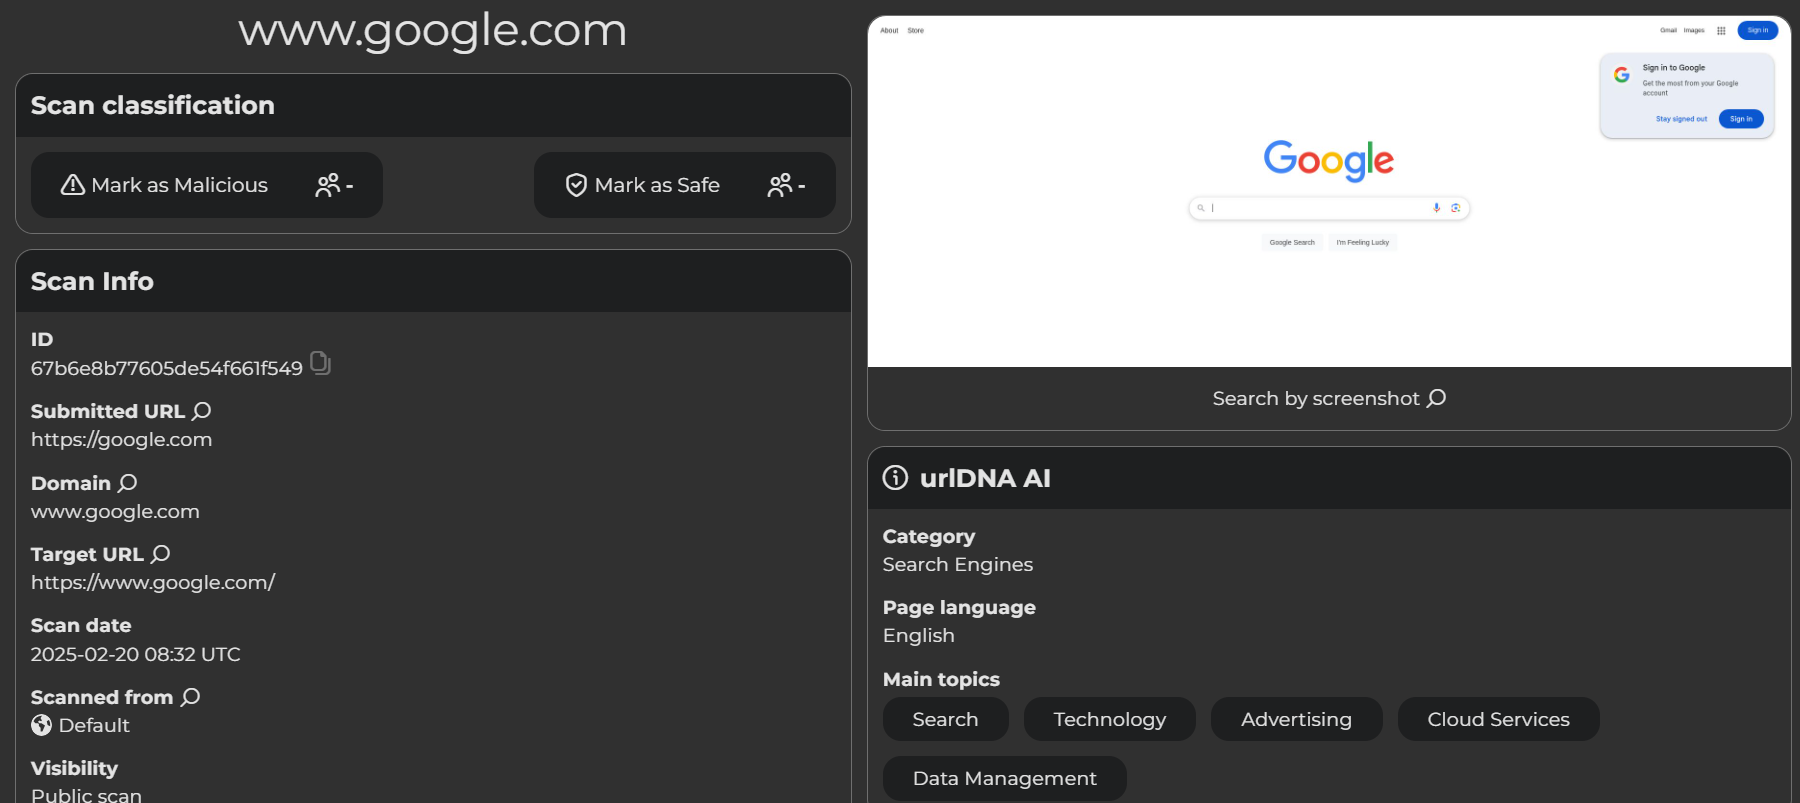 www.google.com
Scan classification
Mark as Malicious -
Mark as Safe -
Scan Info
ID
67b6e8b77605de54f661f549
Submitted URL
https://google.com
Domain
www.google.com
Target URL
https://www.google.com/
Scan date
2025-02-20 08:32 UTC
Scanned from
Default
Visibility
Public scan
About Store
Gmail Images Sign in
Sign in to Google
Get the most from your Google
account
Stay signed out Sign in
Google
Google Search I'm Feeling Lucky
Search by screenshot
urlDNA AI
Category
Search Engines
Page language
English
Main topics
Search Technology Advertising Cloud Services
Data Management